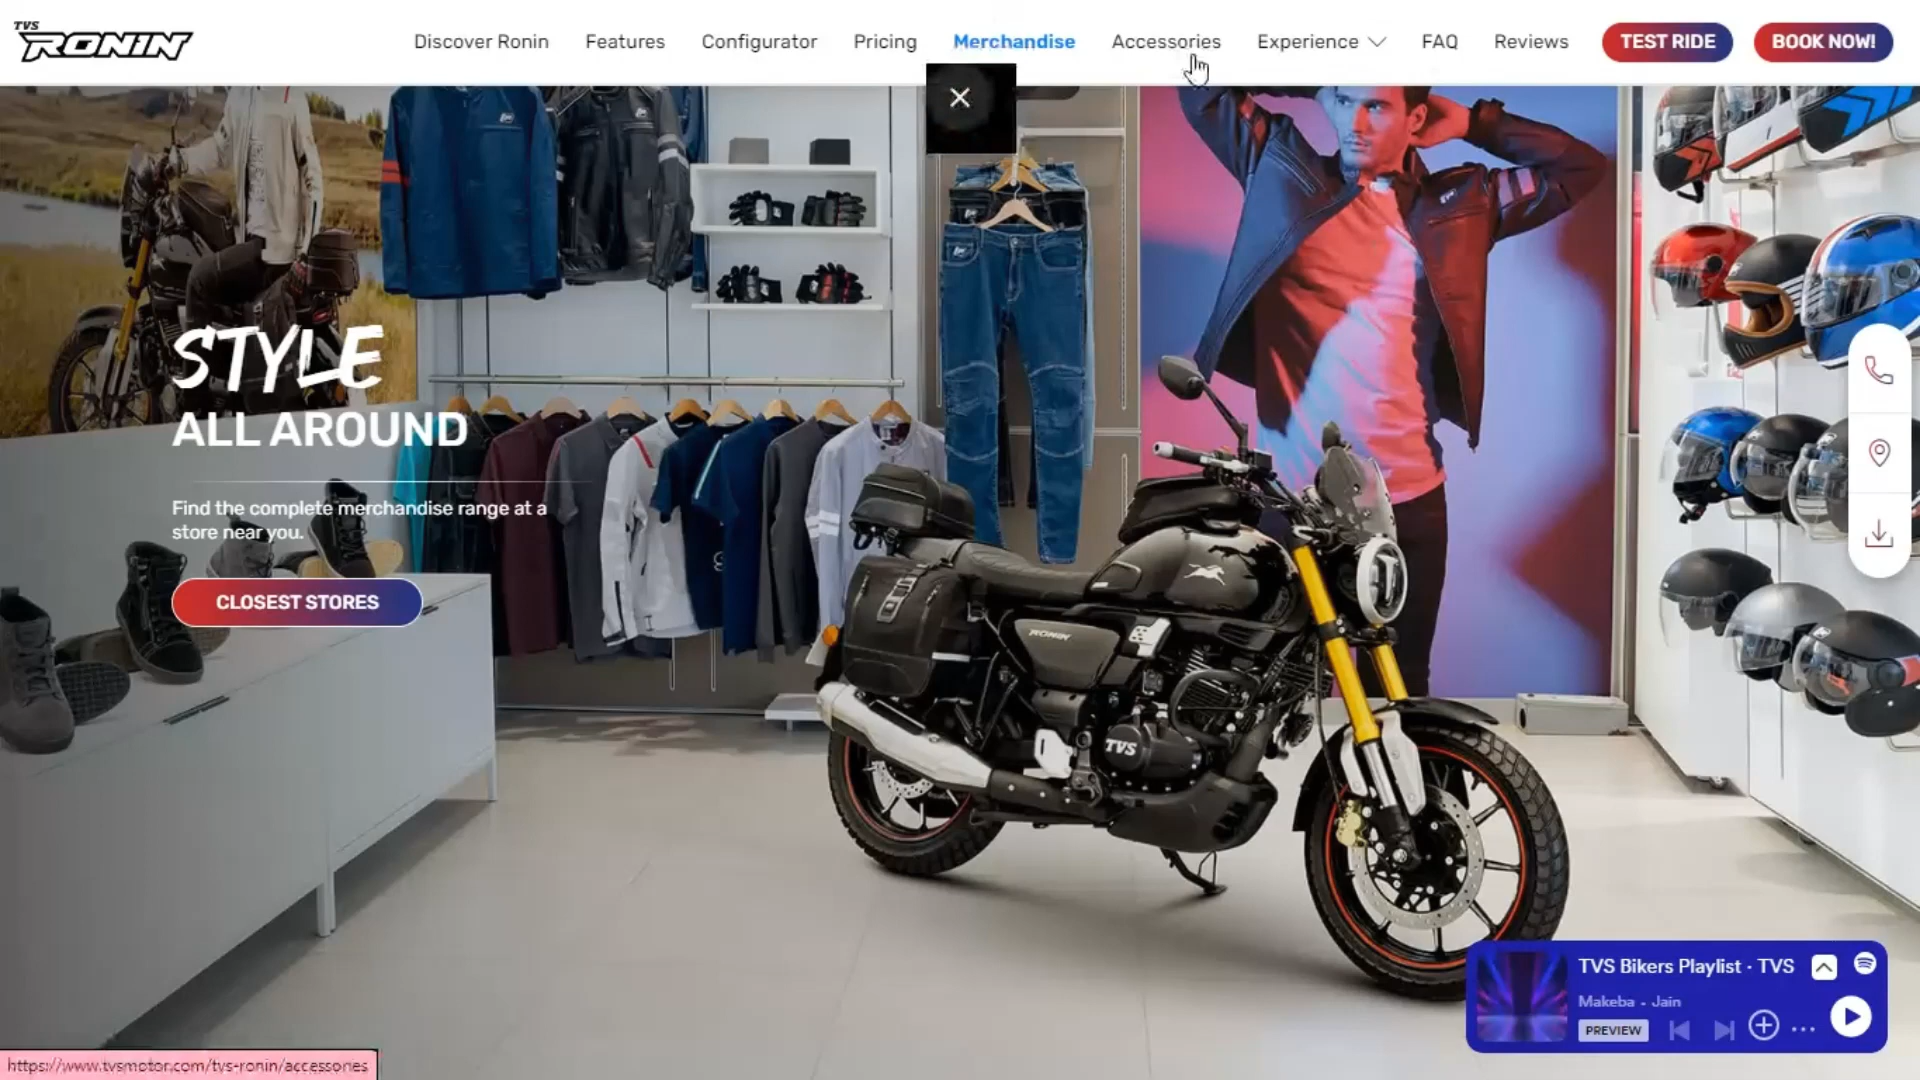 TVS
RONIN
Discover Ronin
Features
Configurator
Pricing
Merchandise
Accessories
Experience
FAQ
Reviews
TEST RIDE
BOOK NOW!
STYLE
ALL AROUND
Find the complete merchandise range at a
store near you.
CLOSEST STORES
RONIN
TVS
TVS Bikers Playlist · TVS
Makeba - Jain
PREVIEW
https://www.tvsmotor.com/tvs-ronin/accessories